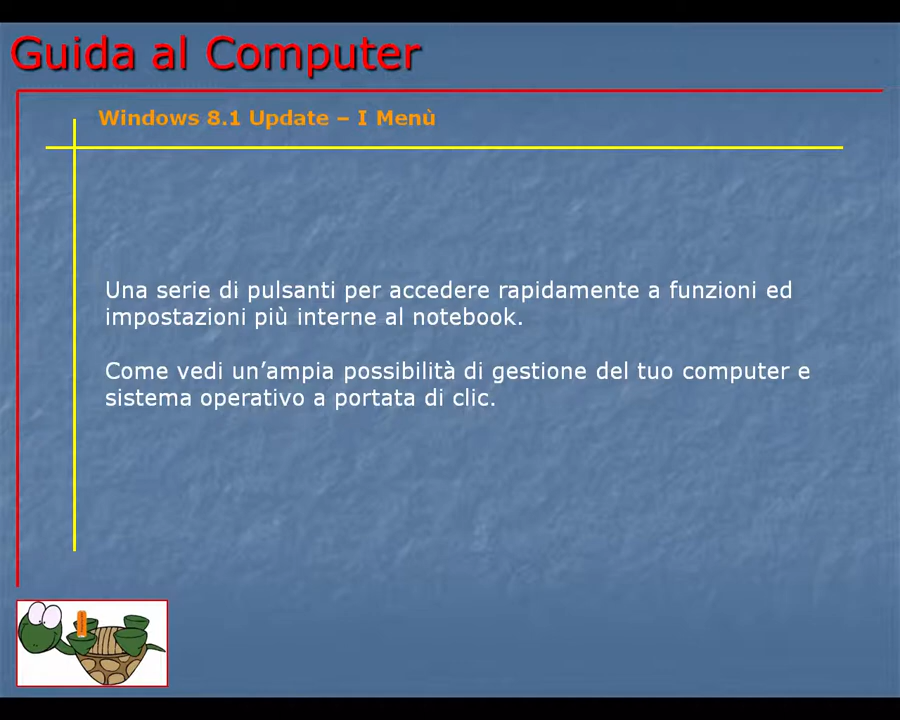 Guida al Computer
Windows 8.1 Update – I Menù
Una serie di pulsanti per accedere rapidamente a funzioni ed
impostazioni più interne al notebook.
Come vedi un’ampia possibilità di gestione del tuo computer e
sistema operativo a portata di clic.